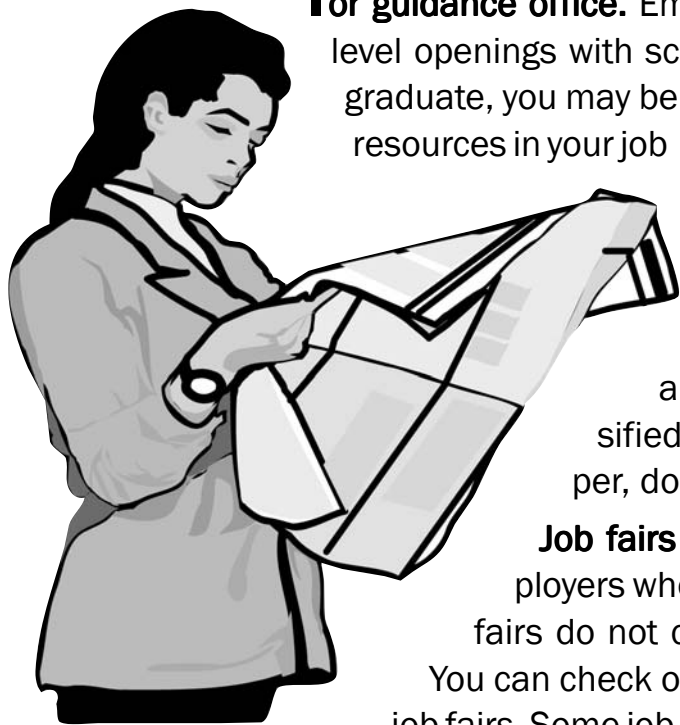 or guidance office. Em
level openings with sc
graduate, you may be
resources in your job
a
sified
per, do
Job fairs
ployers whe
fairs do not c
You can check o
job fairs. Some job